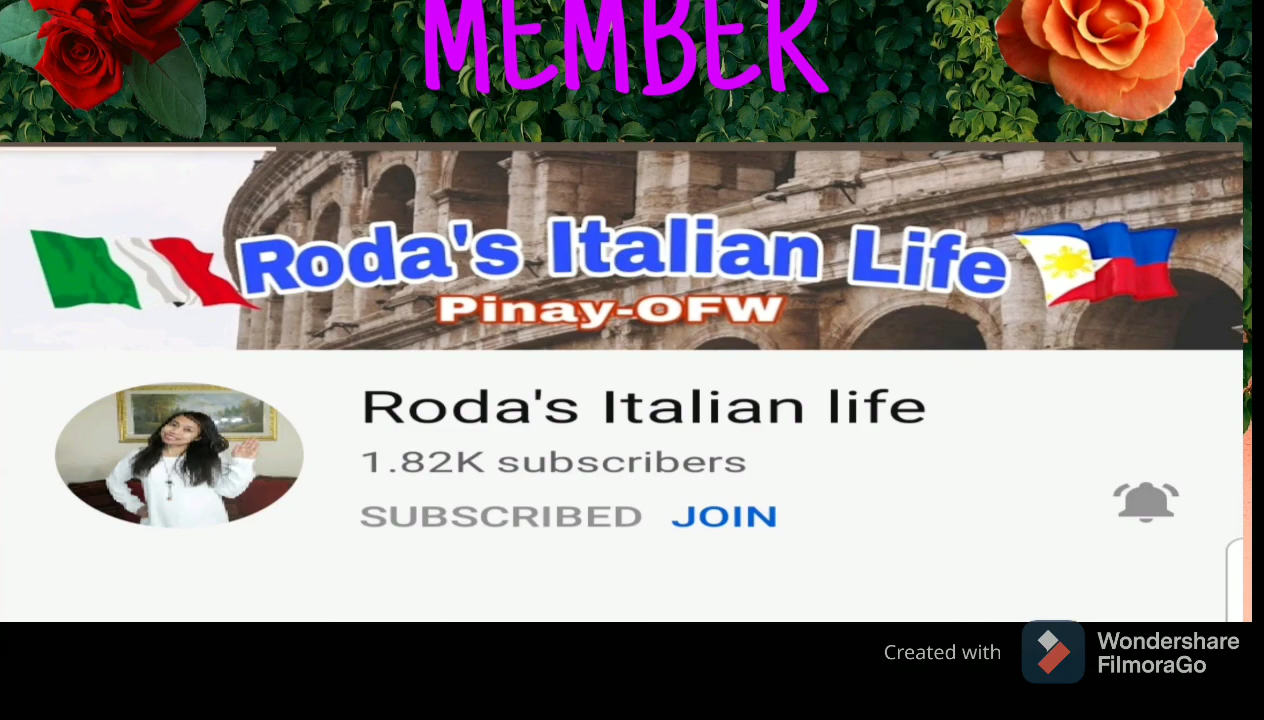 MEMBER
Roda's Italian Life
Pinay-OFW
Roda's Italian life
1.82K subscribers
SUBSCRIBED JOIN
Created with Wondershare
FilmoraGo